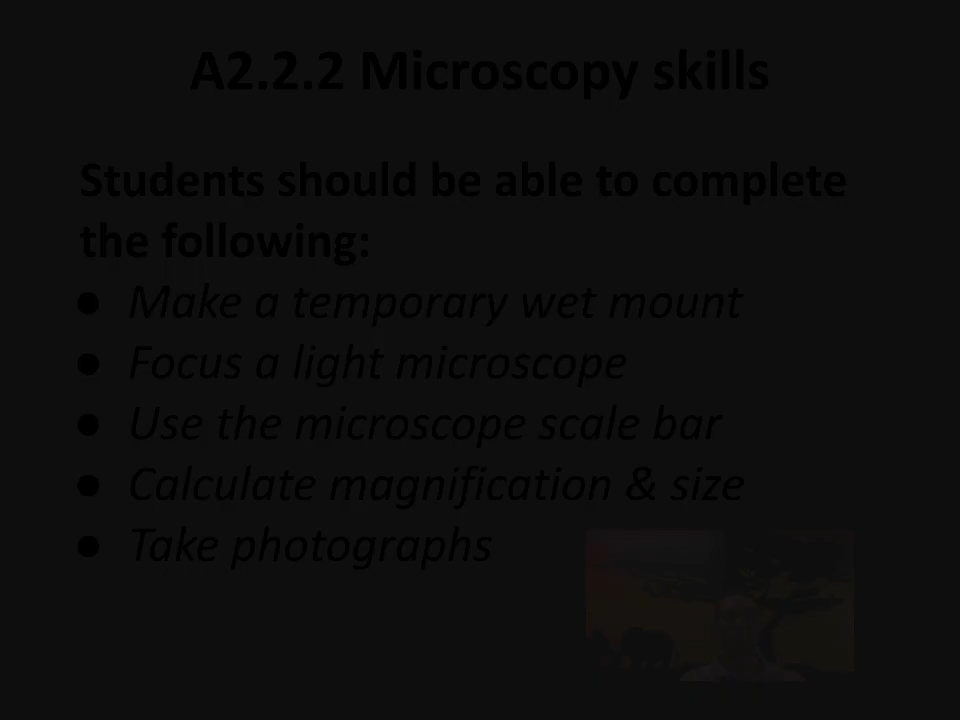 A2.2.2 Microscopy skills
Students should be able to complete
the following:
● Make a temporary wet mount
● Focus a light microscope
● Use the microscope scale bar
● Calculate magnification & size
● Take photographs